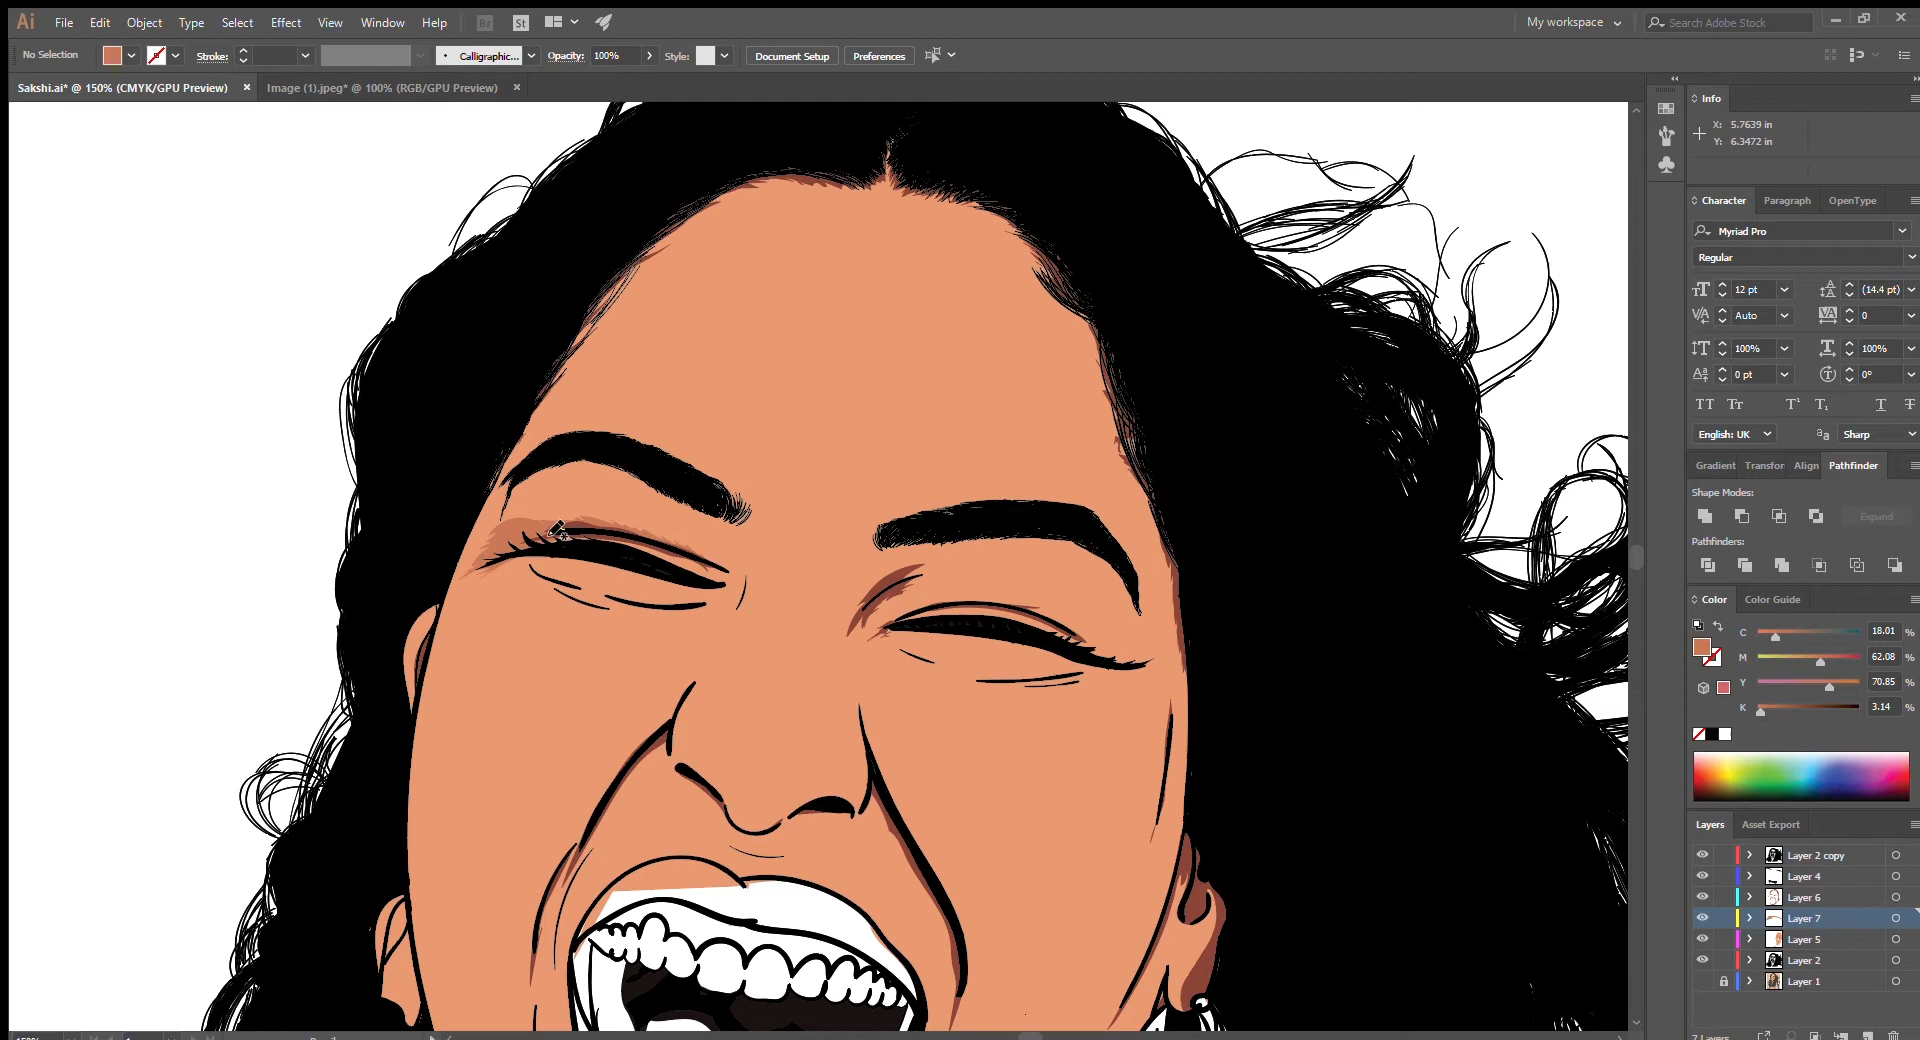 Ai File Edit Object Type Select Effect View Window Help Br St My workspace Search Adobe Stock
No Selection Stroke: Calligraphic... Opacity: 100% Style: Document Setup Preferences
Sakshi.ai* @ 150% (CMYK/GPU Preview) Image (1).jpeg* @ 100% (RGB/GPU Preview)
Info
X: 5.7639 in
Y: 6.3472 in
Character Paragraph OpenType
Myriad Pro
Regular
12 pt (14.4 pt)
Auto 0
100% 100%
0 pt 0°
English: UK Sharp
Gradient Transfor Align Pathfinder
Shape Modes:
Expand
Pathfinders:
Color Color Guide
C 18.01 %
M 62.08 %
Y 70.85 %
K 3.14 %
Layers Asset Export
Layer 2 copy
Layer 4
Layer 6
Layer 7
Layer 5
Layer 2
Layer 1
7 Layers